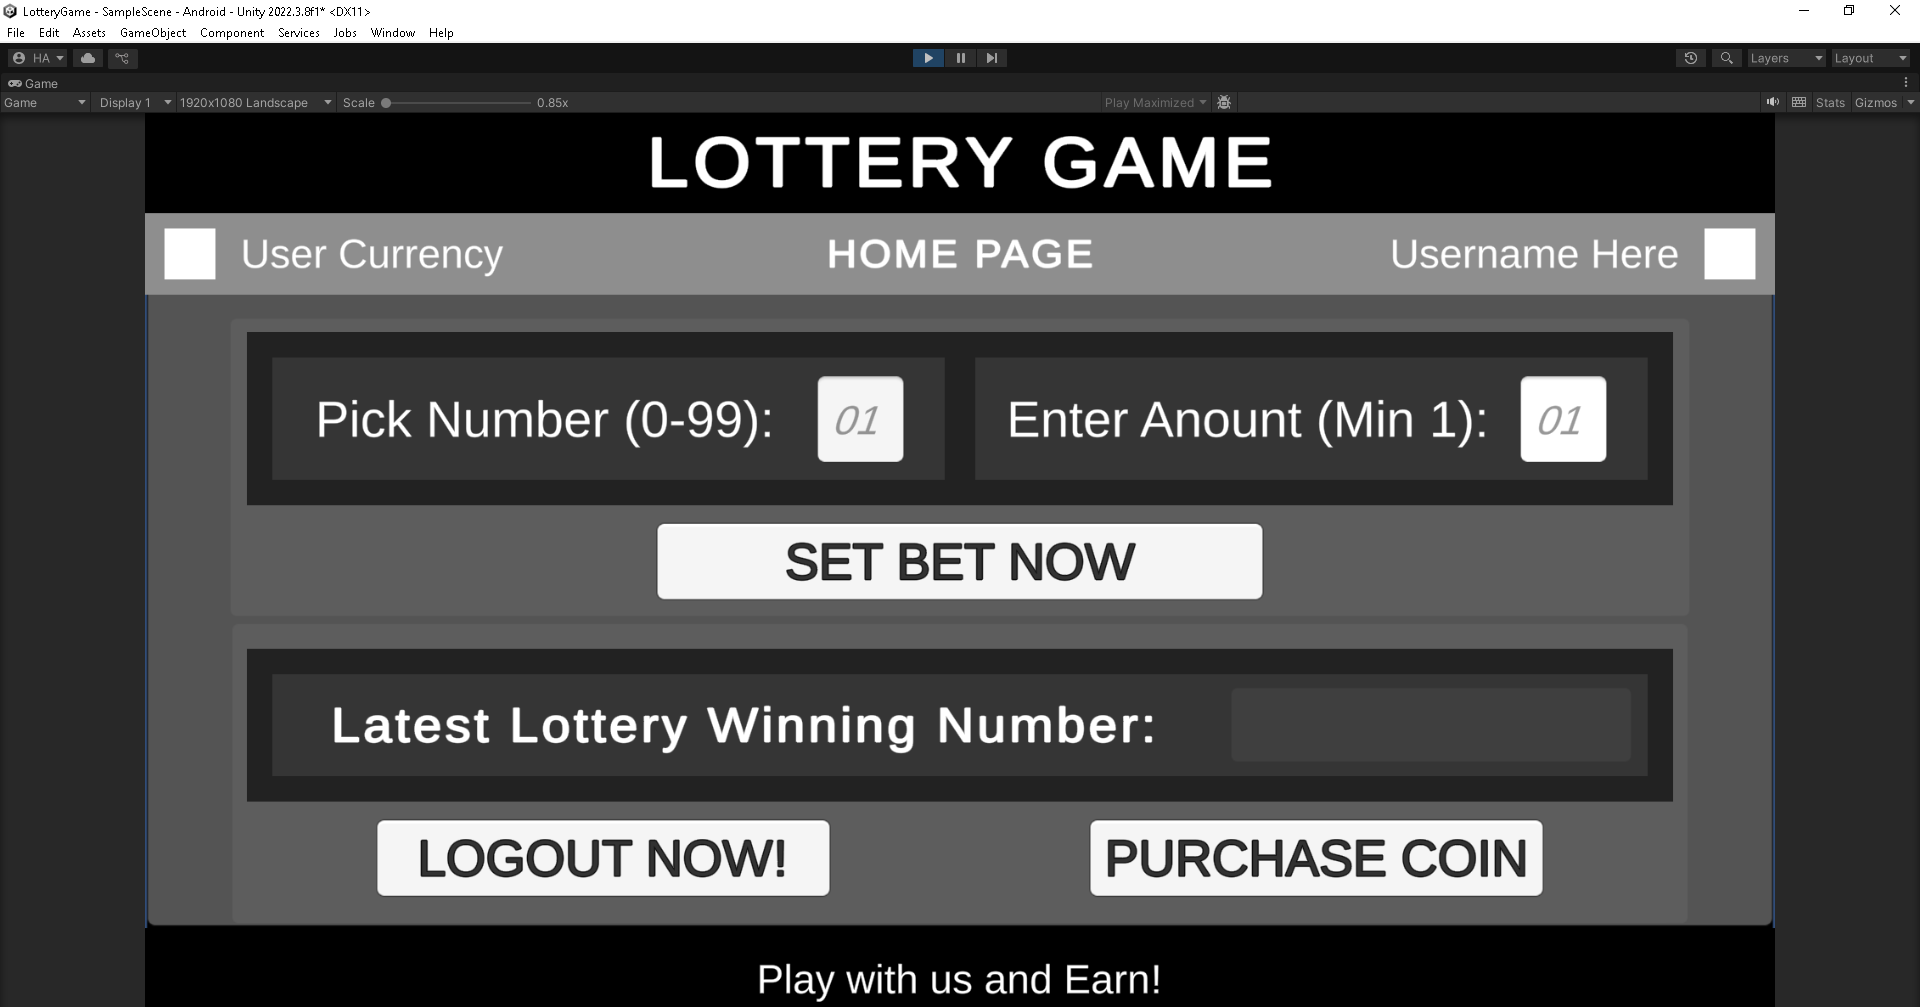 LotteryGame - SampleScene - Android - Unity 2022.3.8f1* <DX11>
File Edit Assets GameObject Component Services Jobs Window Help
HA Layers Layout
Game
Game Display 1 1920x1080 Landscape Scale 0.85x Play Maximized Stats Gizmos
LOTTERY GAME
User Currency HOME PAGE Username Here
Pick Number (0-99): 01 Enter Anount (Min 1): 01
SET BET NOW
Latest Lottery Winning Number:
LOGOUT NOW! PURCHASE COIN
Play with us and Earn!